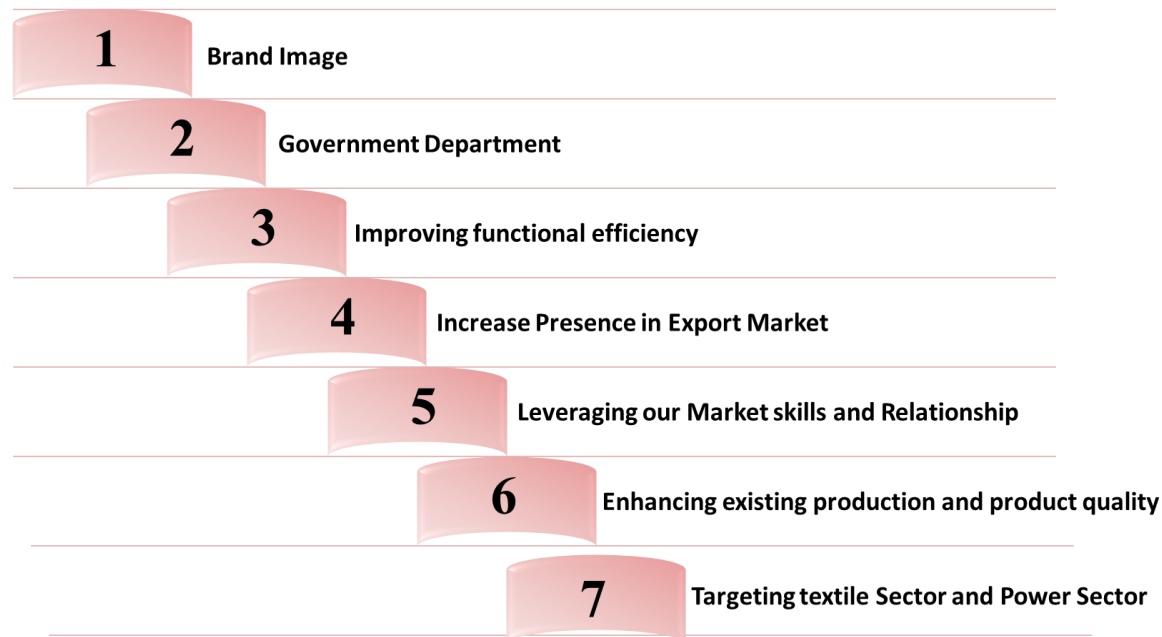 1 Brand Image
2 Government Department
3 Improving functional efficiency
4 Increase Presence in Export Market
5 Leveraging our Market skills and Relationship
6 Enhancing existing production and product quality
7 Targeting textile Sector and Power Sector